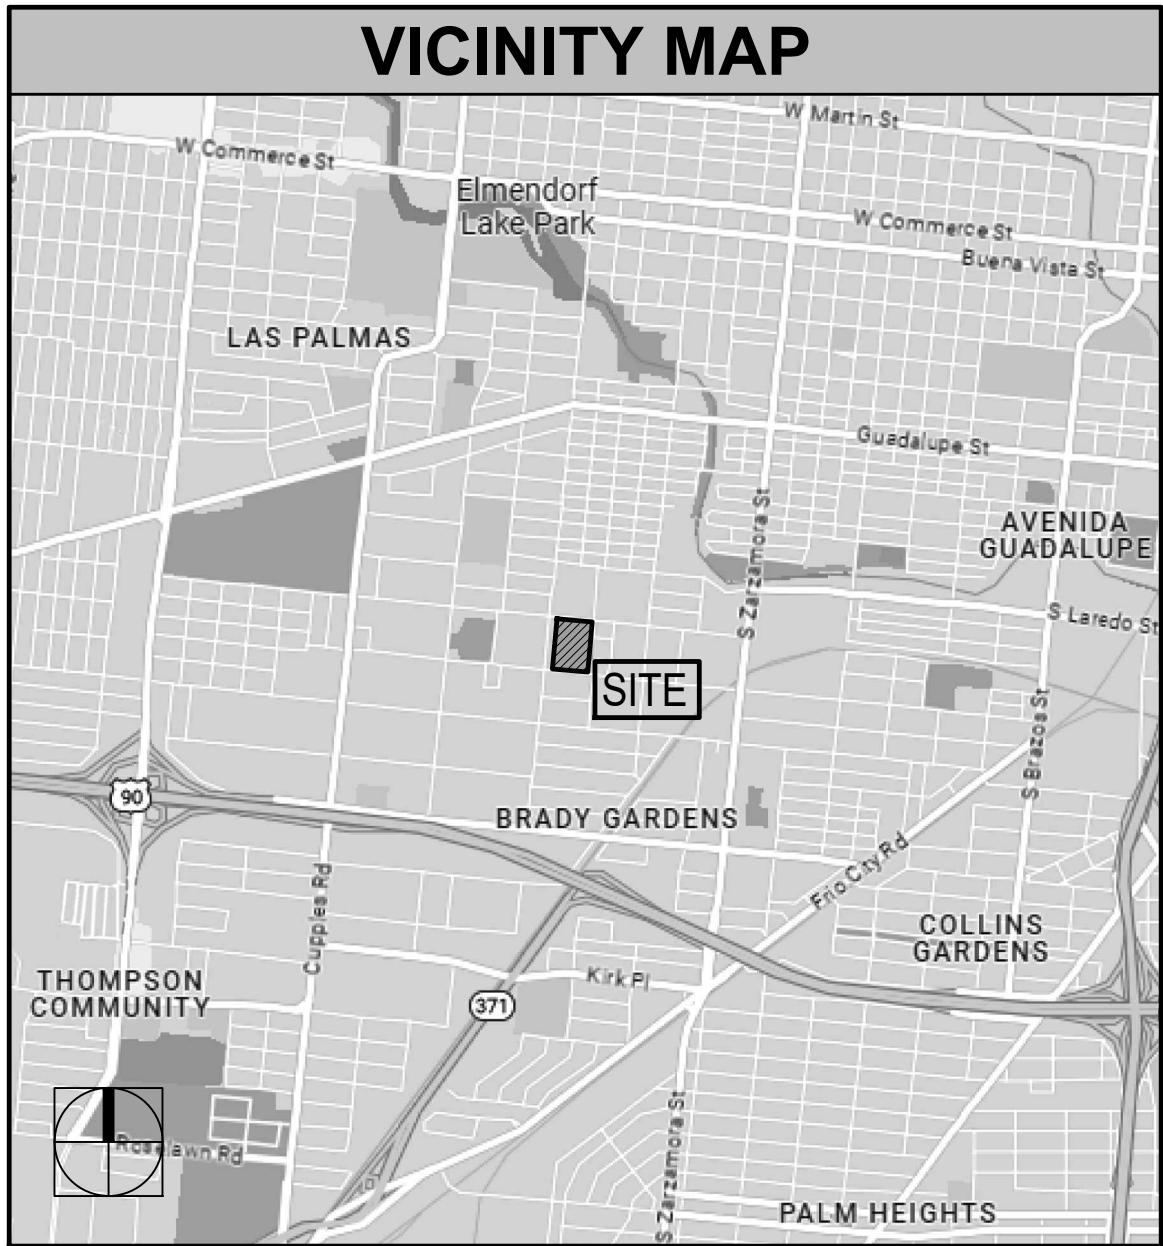 VICINITY MAP
W Martin St
W Commerce St
Elmendorf
Lake Park
W Commerce St
Buena Vista St
LAS PALMAS
Guadalupe St
S Zarzamora St
AVENIDA
GUADALUPE
S Laredo St
SITE
S Brazos St
90
BRADY GARDENS
Frio City Rd
Cupples Rd
COLLINS
GARDENS
THOMPSON
COMMUNITY
Kirk Pl
371
Roselawn Rd
S Zarzamora St
PALM HEIGHTS